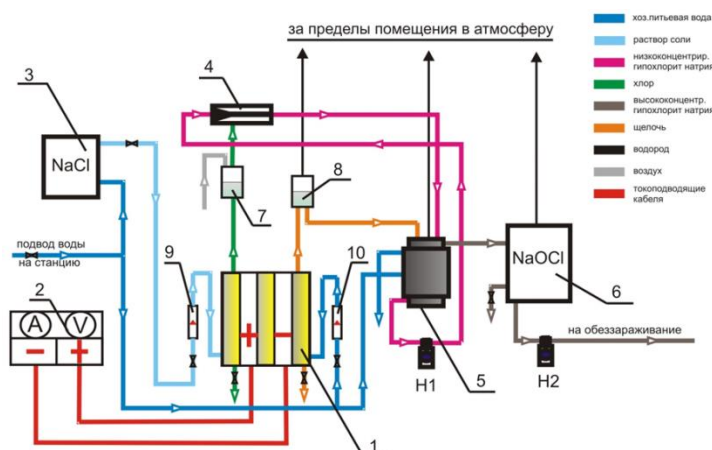 за пределы помещения в атмосферу
хоз.питьевая вода
раствор соли
низкоконцентрир.
гипохлорит натрия
хлор
высококонцентр.
гипохлорит натрия
щелочь
водород
воздух
токоподводящие
кабеля
3
4
NaCl
7
8
подвод воды
на станцию
2
A
V
9
10
NaOCl
6
на обеззараживание
H1
5
H2
1